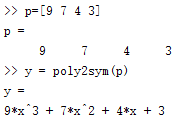 >> p=[9 7 4 3]
p =
9 7 4 3
>> y = poly2sym(p)
y =
9*x^3 + 7*x^2 + 4*x + 3